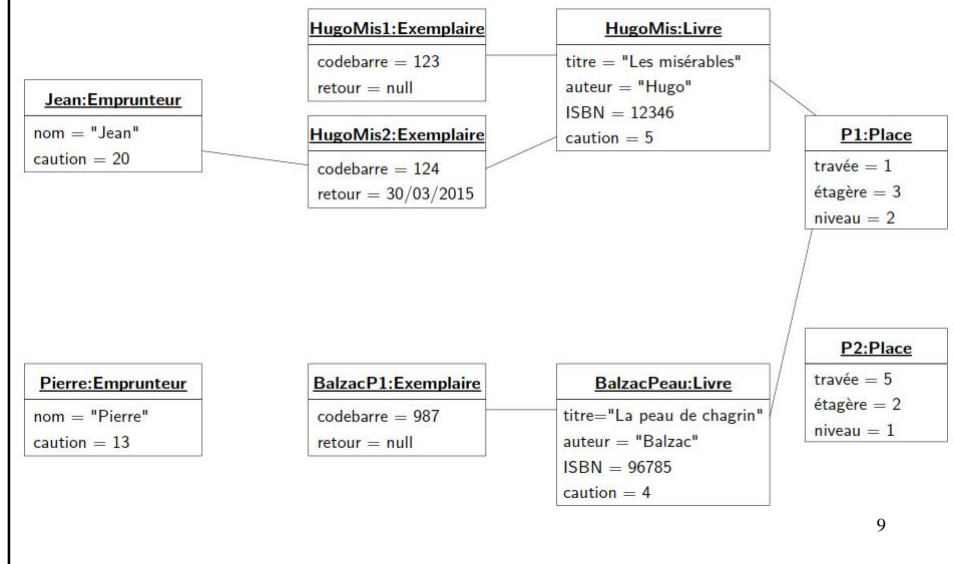 HugoMis1:Exemplaire
codebarre = 123
retour = null
HugoMis:Livre
titre = "Les misérables"
auteur = "Hugo"
ISBN = 12346
caution = 5
Jean:Emprunteur
nom = "Jean"
caution = 20
HugoMis2:Exemplaire
codebarre = 124
retour = 30/03/2015
P1:Place
travée = 1
étagère = 3
niveau = 2
P2:Place
travée = 5
étagère = 2
niveau = 1
Pierre:Emprunteur
nom = "Pierre"
caution = 13
BalzacP1:Exemplaire
codebarre = 987
retour = null
BalzacPeau:Livre
titre="La peau de chagrin"
auteur = "Balzac"
ISBN = 96785
caution = 4
9